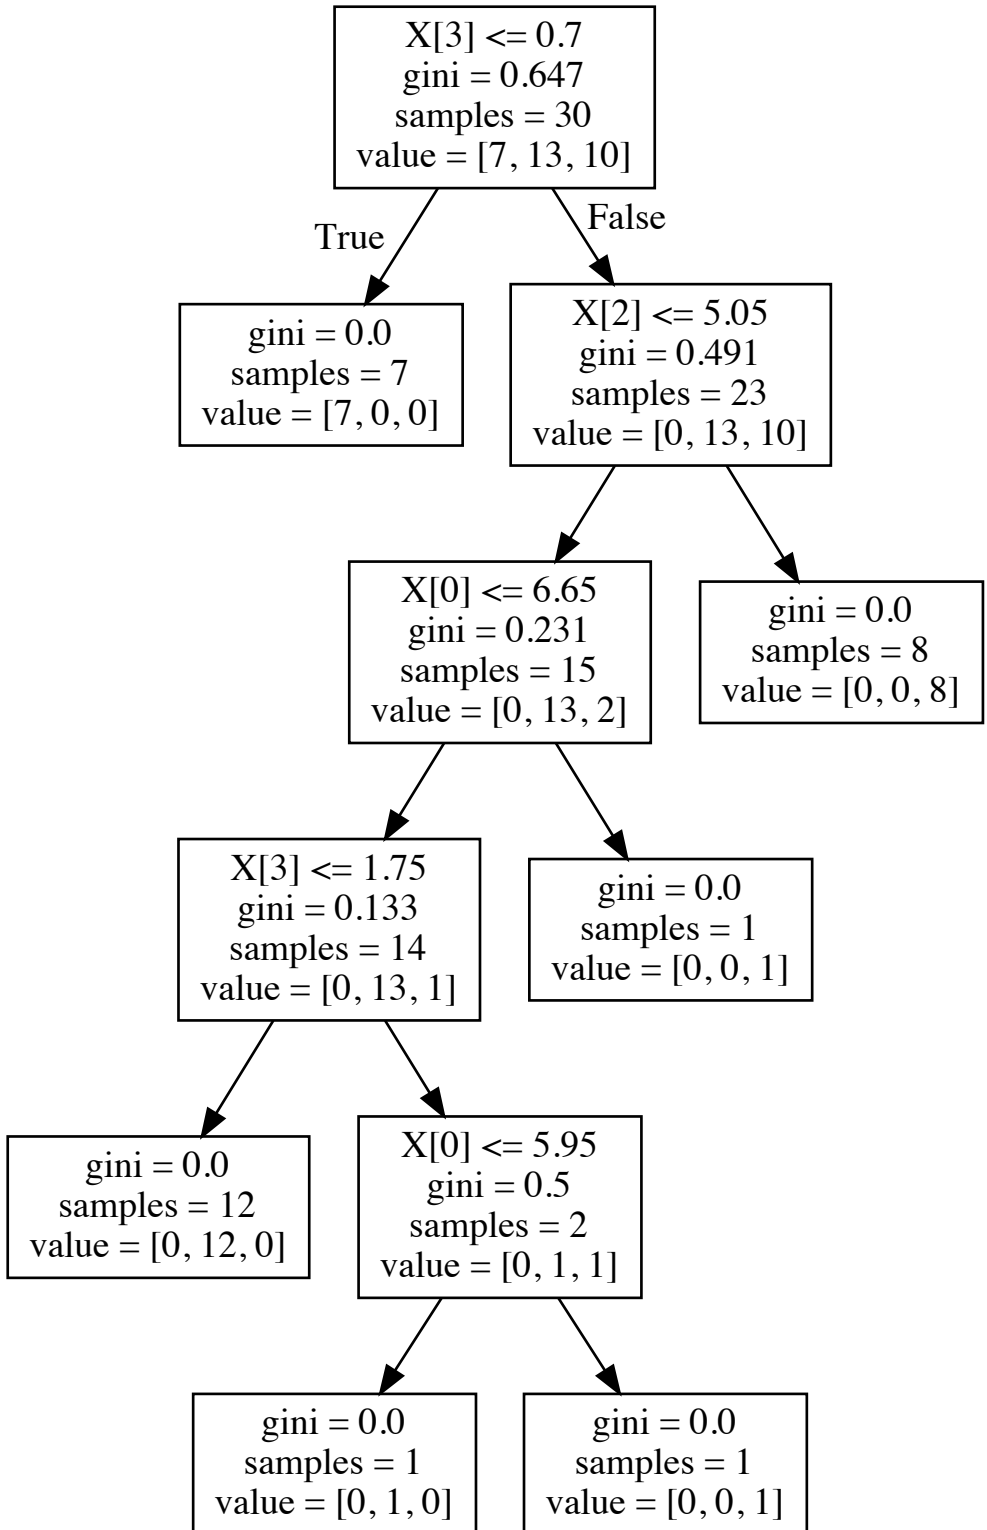 X[3] <= 0.7
gini = 0.647
samples = 30
value = [7, 13, 10]
True
False
gini = 0.0
samples = 7
value = [7, 0, 0]
X[2] <= 5.05
gini = 0.491
samples = 23
value = [0, 13, 10]
X[0] <= 6.65
gini = 0.231
samples = 15
value = [0, 13, 2]
gini = 0.0
samples = 8
value = [0, 0, 8]
X[3] <= 1.75
gini = 0.133
samples = 14
value = [0, 13, 1]
gini = 0.0
samples = 1
value = [0, 0, 1]
gini = 0.0
samples = 12
value = [0, 12, 0]
X[0] <= 5.95
gini = 0.5
samples = 2
value = [0, 1, 1]
gini = 0.0
samples = 1
value = [0, 1, 0]
gini = 0.0
samples = 1
value = [0, 0, 1]